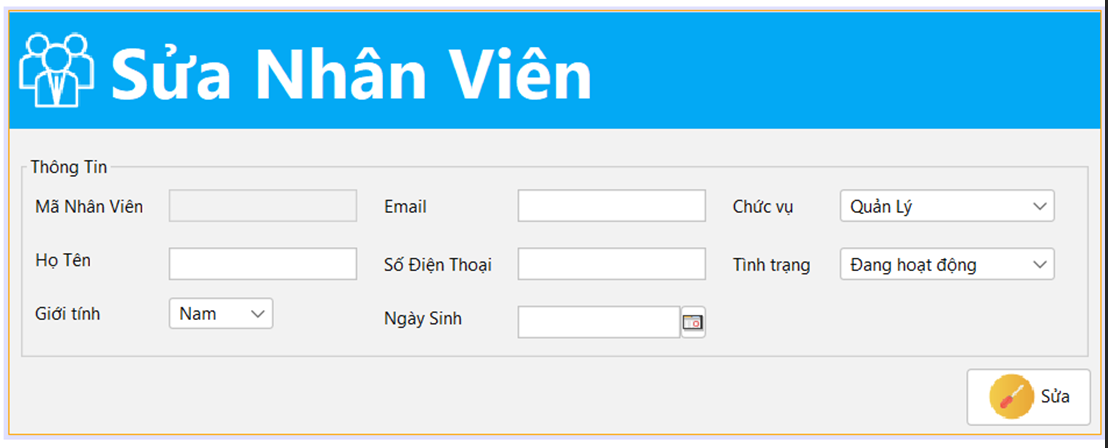 Sửa Nhân Viên
Thông Tin
Mã Nhân Viên
Email
Chức vụ
Quản Lý
Họ Tên
Số Điện Thoại
Tình trạng
Đang hoạt động
Giới tính
Nam
Ngày Sinh
Sửa